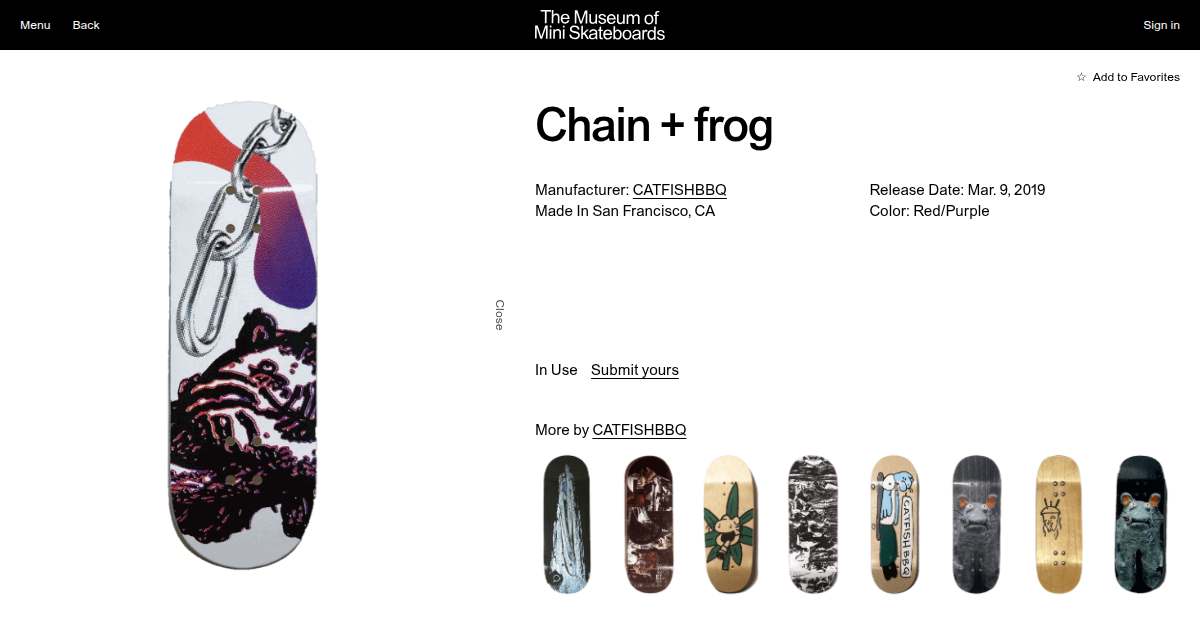 Menu
Back
The Museum of
Mini Skateboards
Sign in
☆ Add to Favorites
Chain + frog
Manufacturer: CATFISHBBQ
Made In San Francisco, CA
Release Date: Mar. 9, 2019
Color: Red/Purple
Close
In Use Submit yours
More by CATFISHBBQ
CATFISH BBQ